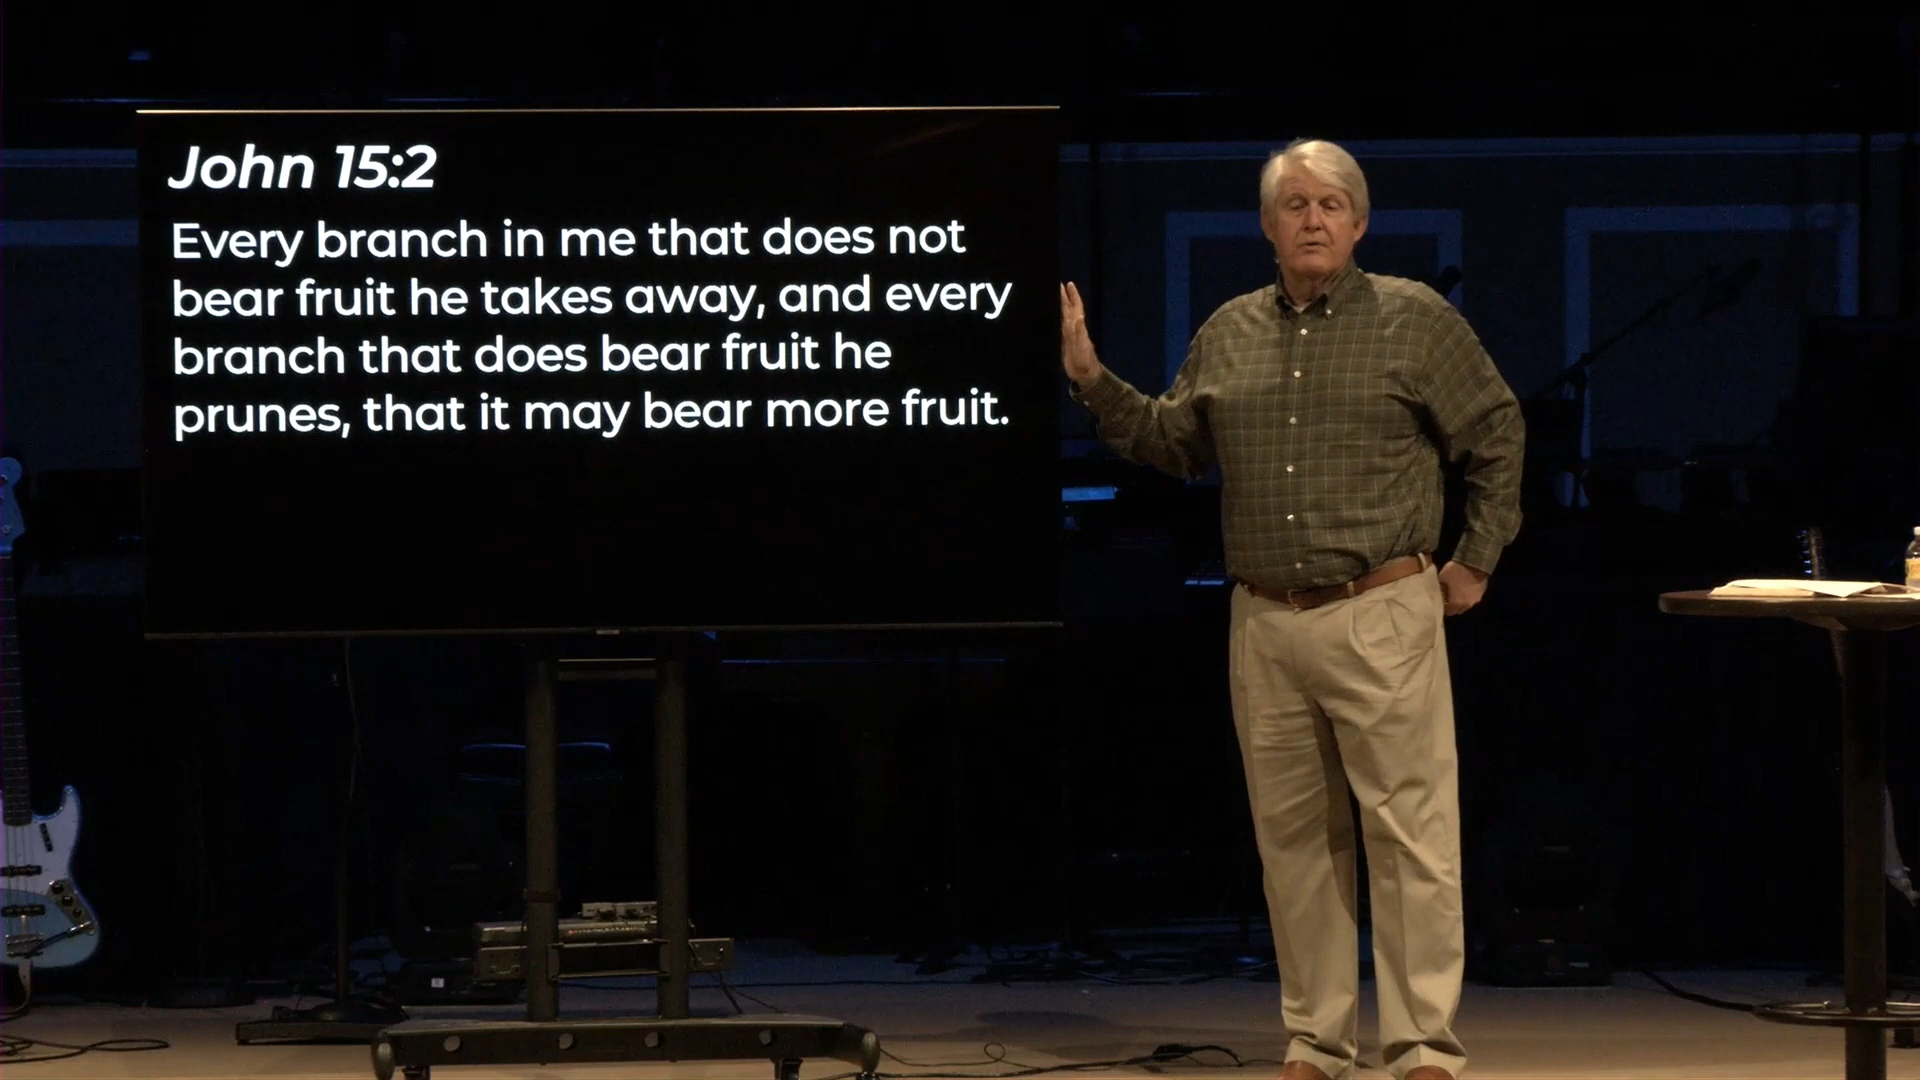 John 15:2
Every branch in me that does not
bear fruit he takes away, and every
branch that does bear fruit he
prunes, that it may bear more fruit.